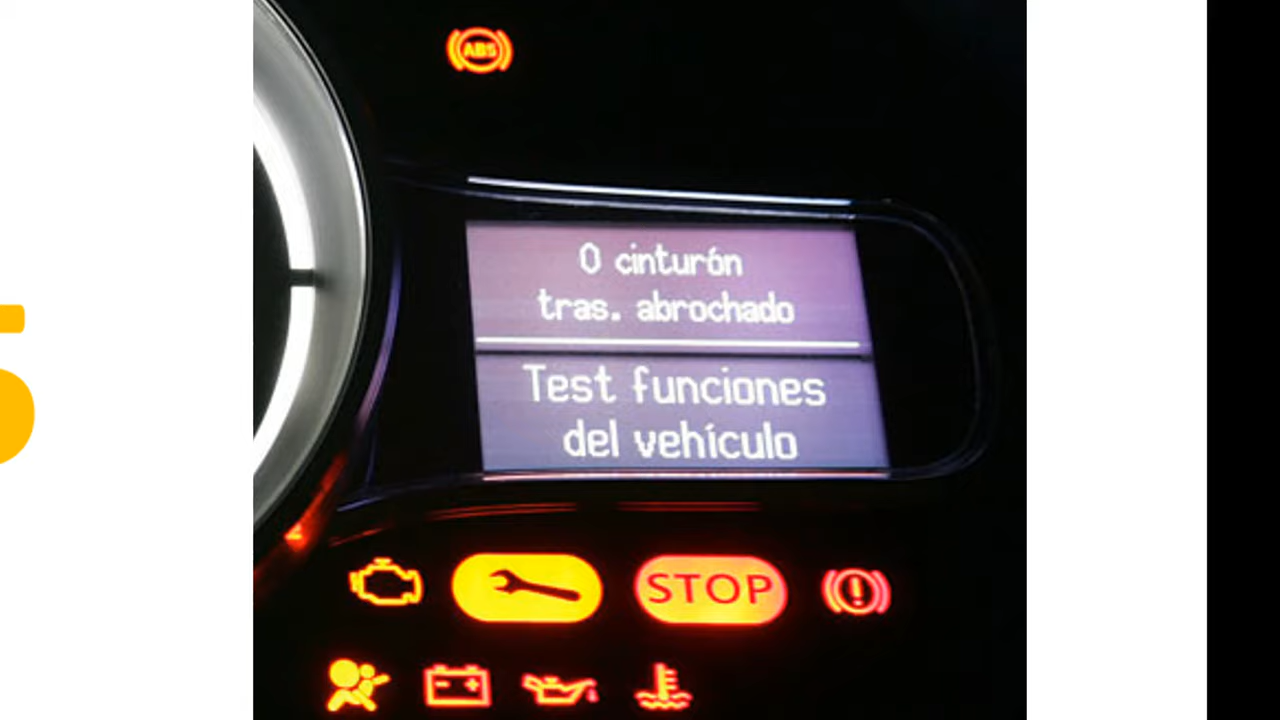 ABS
0 cinturón
tras. abrochado
Test funciones
del vehículo
STOP